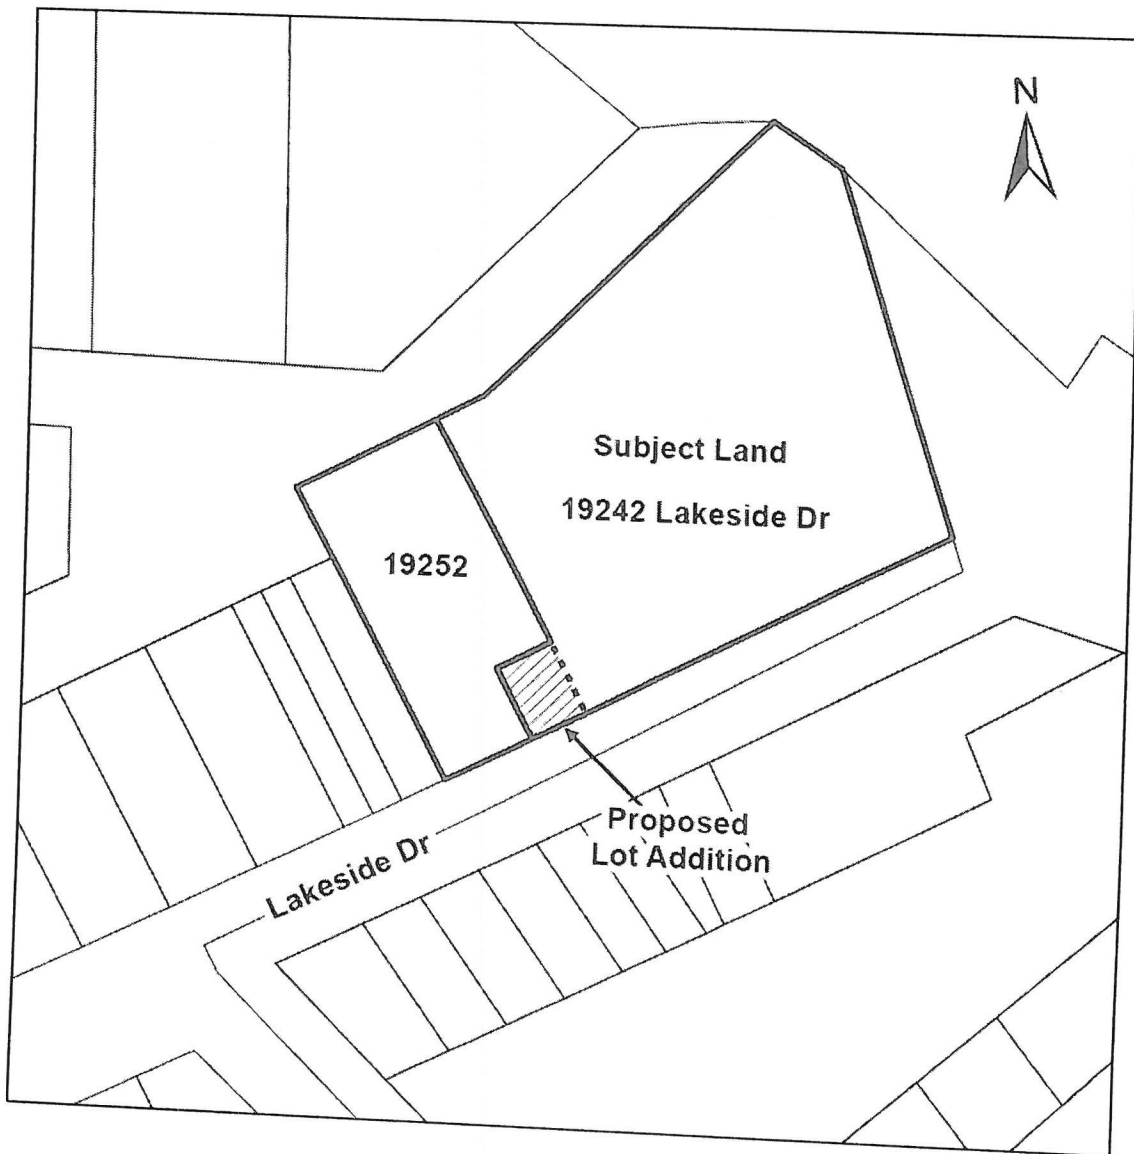 N
Subject Land
19242 Lakeside Dr
19252
Proposed
Lot Addition
Lakeside Dr